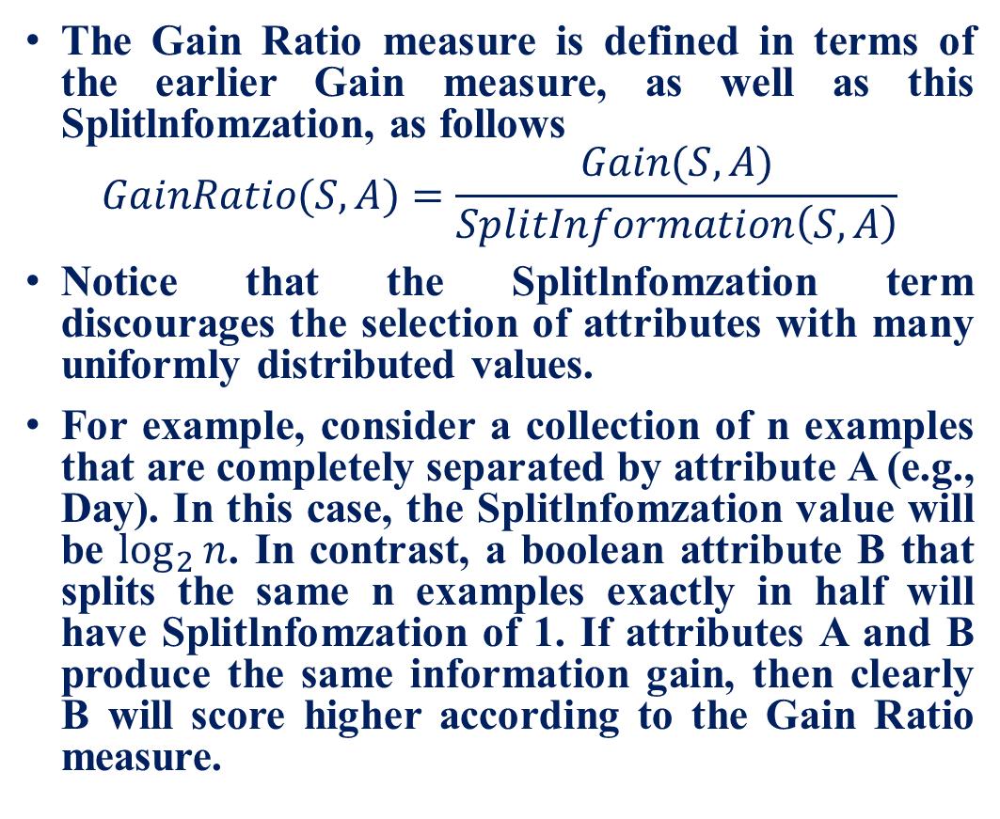 • The Gain Ratio measure is defined in terms of
the earlier Gain measure, as well as this
Splitlnfomzation, as follows
GainRatio(S, A) = Gain(S, A) / SplitInformation(S, A)
• Notice that the Splitlnfomzation term
discourages the selection of attributes with many
uniformly distributed values.
• For example, consider a collection of n examples
that are completely separated by attribute A (e.g.,
Day). In this case, the Splitlnfomzation value will
be log₂ n. In contrast, a boolean attribute B that
splits the same n examples exactly in half will
have Splitlnfomzation of 1. If attributes A and B
produce the same information gain, then clearly
B will score higher according to the Gain Ratio
measure.